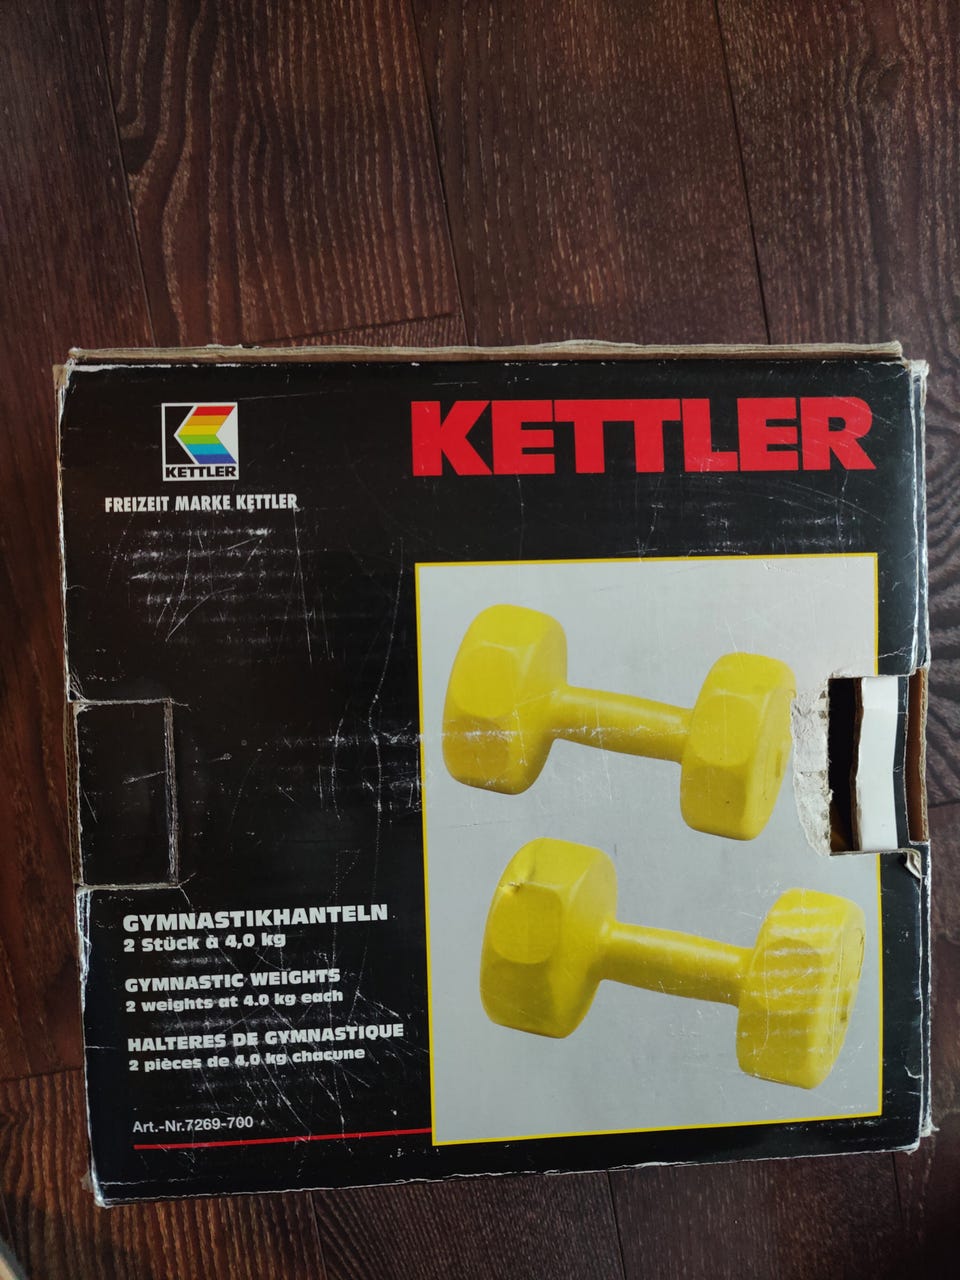 KETTLER
FREIZEIT MARKE KETTLER
KETTLER
GYMNASTIKHANTELN
2 Stück à 4,0 kg
GYMNASTIC WEIGHTS
2 weights at 4.0 kg each
HALTERES DE GYMNASTIQUE
2 pièces de 4,0 kg chacune
Art.-Nr.7269-700